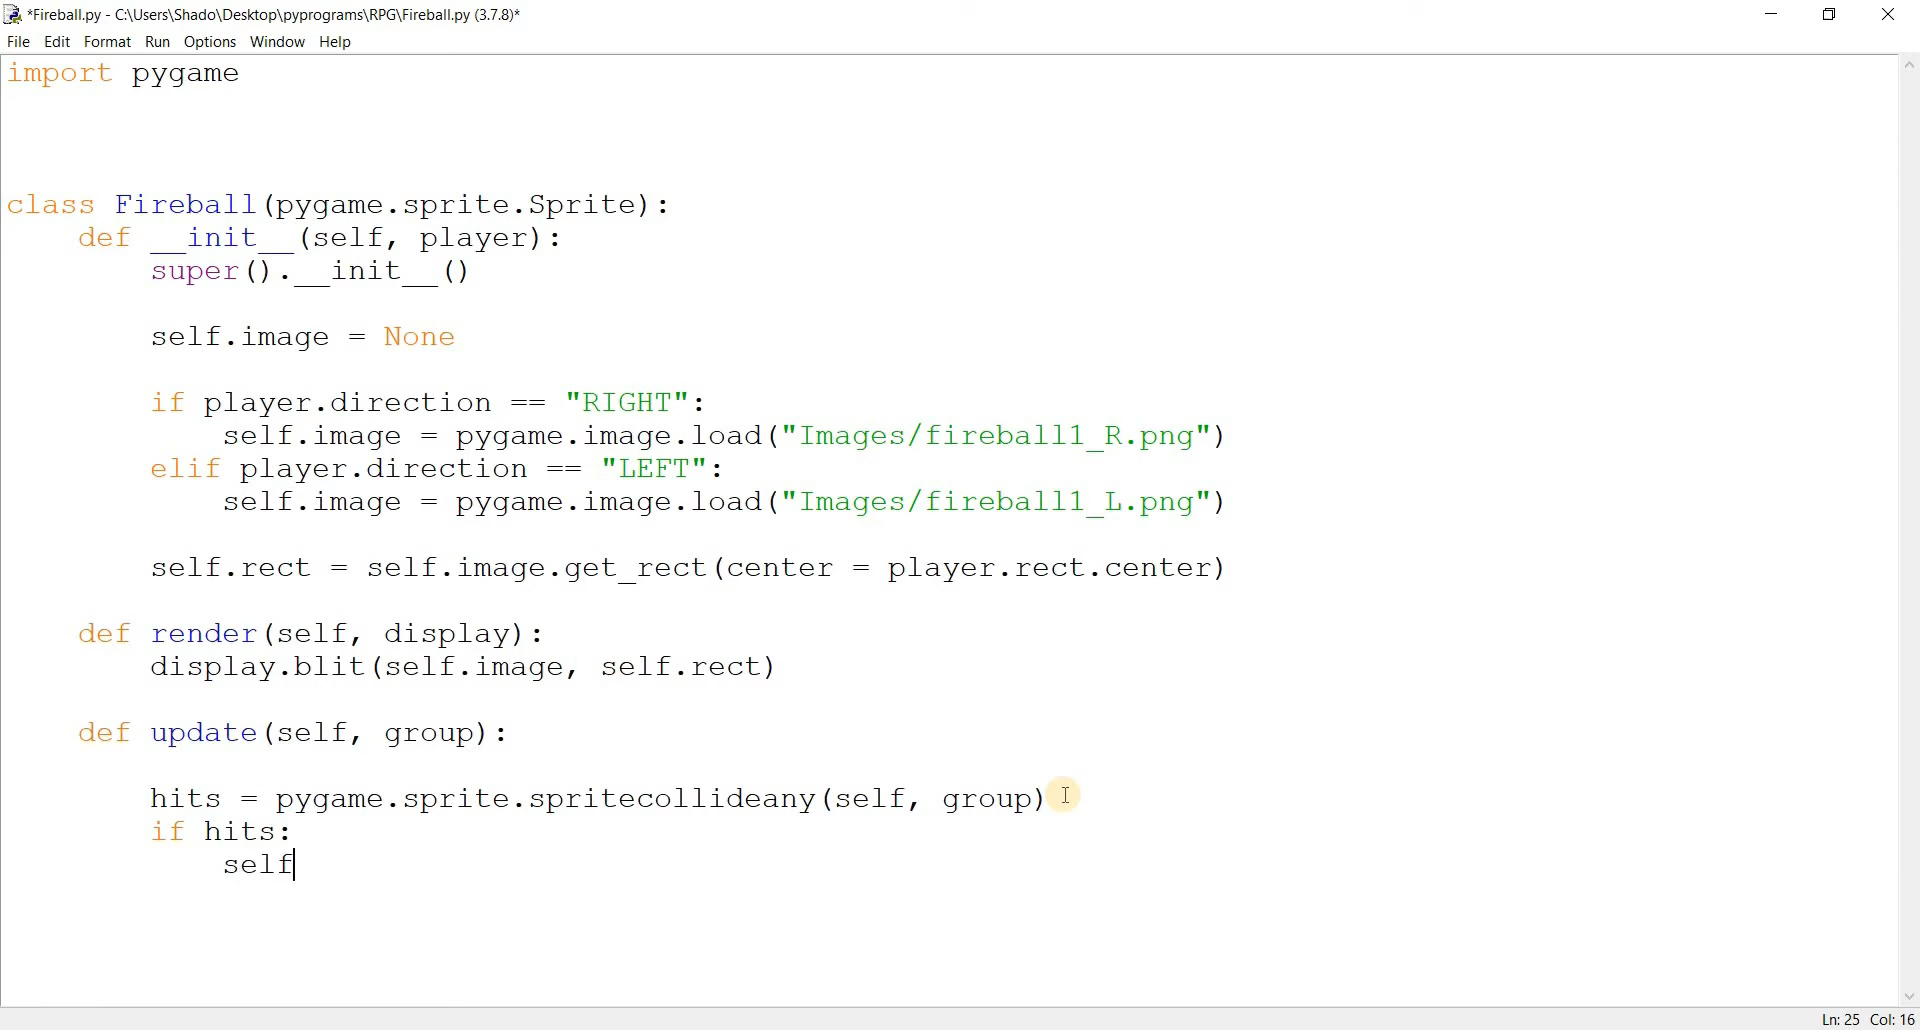 *Fireball.py - C:\Users\Shado\Desktop\pyprograms\RPG\Fireball.py (3.7.8)*
File Edit Format Run Options Window Help
import pygame
class Fireball(pygame.sprite.Sprite):
    def __init__(self, player):
        super().__init__()
        self.image = None
        if player.direction == "RIGHT":
            self.image = pygame.image.load("Images/fireball1_R.png")
        elif player.direction == "LEFT":
            self.image = pygame.image.load("Images/fireball1_L.png")
        self.rect = self.image.get_rect(center = player.rect.center)
    def render(self, display):
        display.blit(self.image, self.rect)
    def update(self, group):
        hits = pygame.sprite.spritecollideany(self, group)
        if hits:
            self
Ln: 25 Col: 16